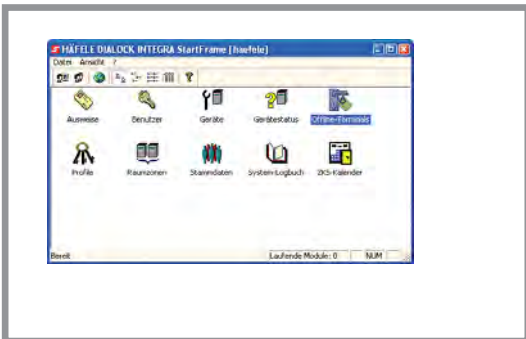 HÄFELE DIALOCK INTEGRA StartFrame [haefele]
Datei Ansicht ?
Ausweise Benutzer Geräte Gerätestatus Offline-Terminals
Profile Raumzonen Stammdaten System-Logbuch ZKS-Kalender
Bereit Laufende Module: 0 NUM